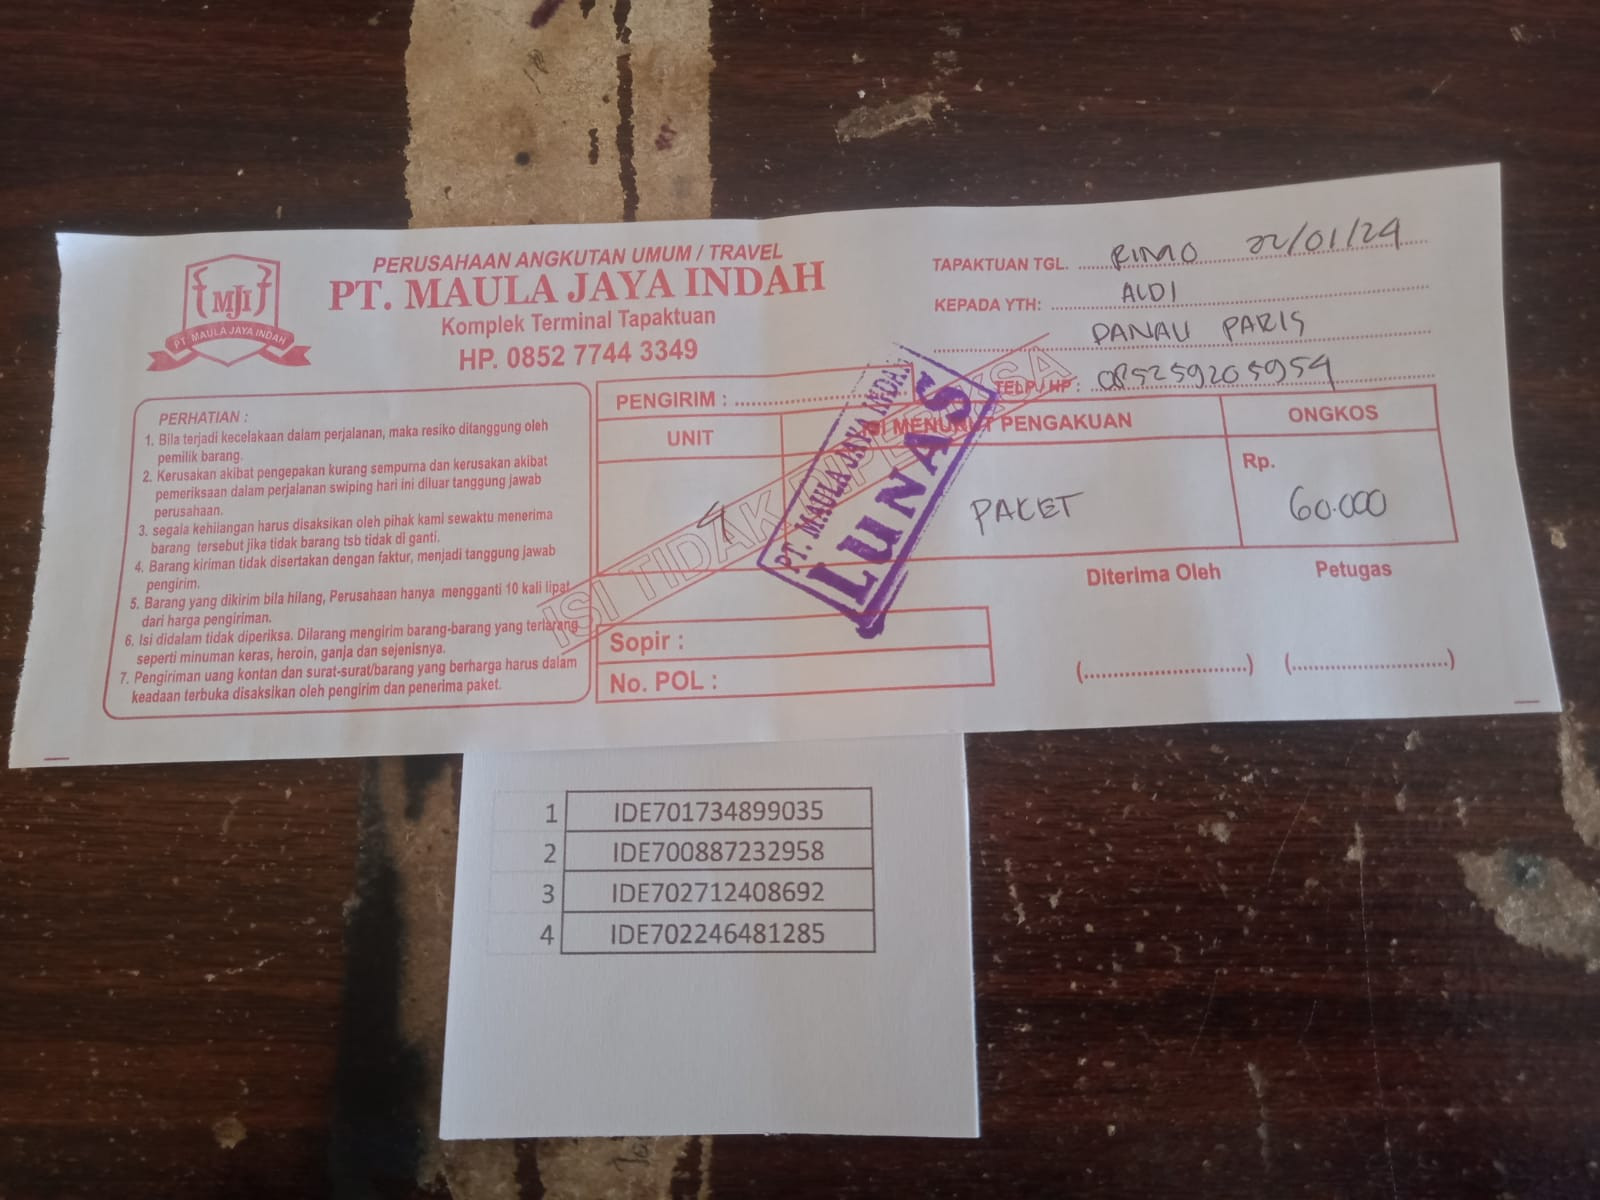 MJI
PT. MAULA JAYA INDAH
PERUSAHAAN ANGKUTAN UMUM / TRAVEL
PT. MAULA JAYA INDAH
Komplek Terminal Tapaktuan
HP. 0852 7744 3349
TAPAKTUAN TGL. RIMO 22/01/24
KEPADA YTH: ALDI
DANAU PARIS
TELP/HP : 085259205954
PERHATIAN :
1. Bila terjadi kecelakaan dalam perjalanan, maka resiko ditanggung oleh
pemilik barang.
2. Kerusakan akibat pengepakan kurang sempurna dan kerusakan akibat
pemeriksaan dalam perjalanan swiping hari ini diluar tanggung jawab
perusahaan.
3. segala kehilangan harus disaksikan oleh pihak kami sewaktu menerima
barang tersebut jika tidak barang tsb tidak di ganti.
4. Barang kiriman tidak disertakan dengan faktur, menjadi tanggung jawab
pengirim.
5. Barang yang dikirim bila hilang, Perusahaan hanya mengganti 10 kali lipat
dari harga pengiriman.
6. Isi didalam tidak diperiksa. Dilarang mengirim barang-barang yang terlarang
seperti minuman keras, heroin, ganja dan sejenisnya.
7. Pengiriman uang kontan dan surat-surat/barang yang berharga harus dalam
keadaan terbuka disaksikan oleh pengirim dan penerima paket.
PENGIRIM :
UNIT
ISI MENURUT PENGAKUAN
ONGKOS
4
PAKET
Rp.
60.000
ISI TIDAK DIPERIKSA
PT. MAULA JAYA INDAH
LUNAS
Sopir :
No. POL :
Diterima Oleh
Petugas
1 IDE701734899035
2 IDE700887232958
3 IDE702712408692
4 IDE702246481285